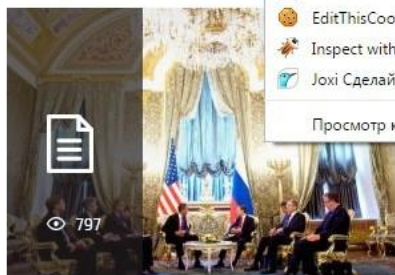 EditThisCoo
Inspect with
Joxi Сделай
Просмотр к
797